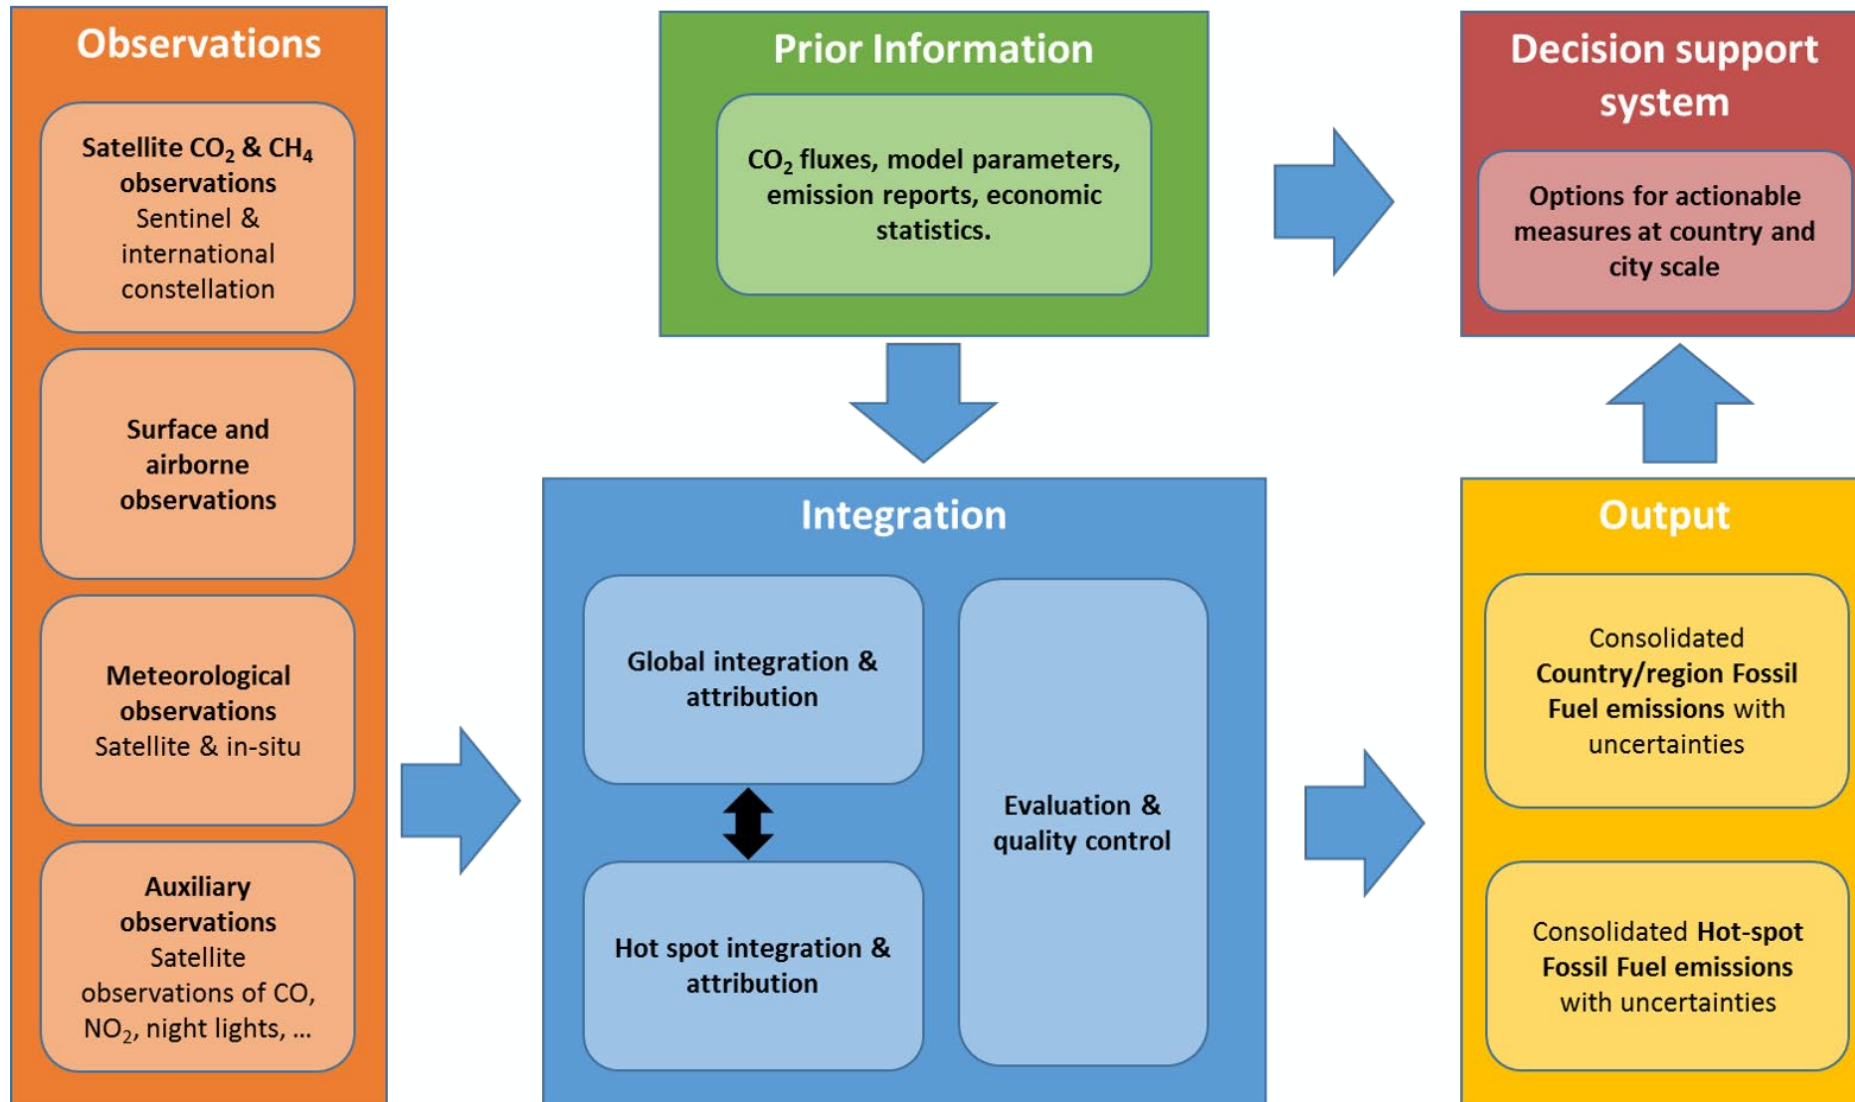 Observations
Satellite CO₂ & CH₄
observations
Sentinel &
international
constellation
Surface and
airborne
observations
Meteorological
observations
Satellite & in-situ
Auxiliary
observations
Satellite
observations of CO,
NO₂, night lights, ...
Prior Information
CO₂ fluxes, model parameters,
emission reports, economic
statistics.
Decision support
system
Options for actionable
measures at country and
city scale
Integration
Global integration &
attribution
Hot spot integration &
attribution
Evaluation &
quality control
Output
Consolidated
Country/region Fossil
Fuel emissions with
uncertainties
Consolidated Hot-spot
Fossil Fuel emissions
with uncertainties